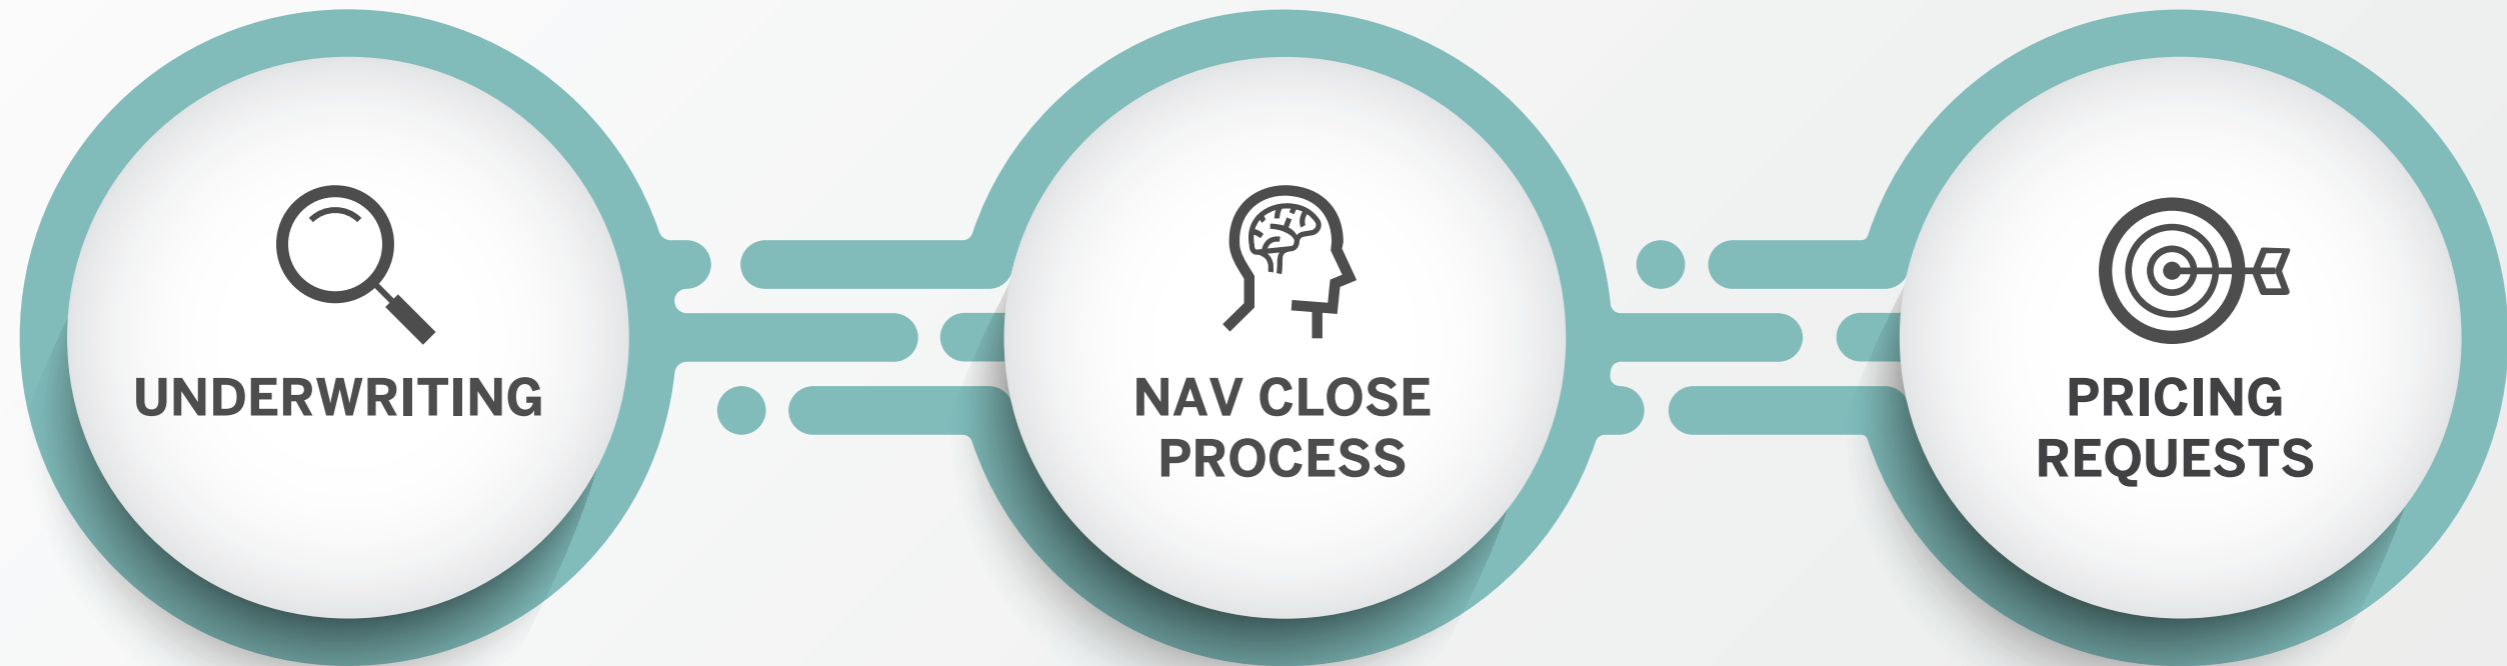 UNDERWRITING
NAV CLOSE
PROCESS
PRICING
REQUESTS